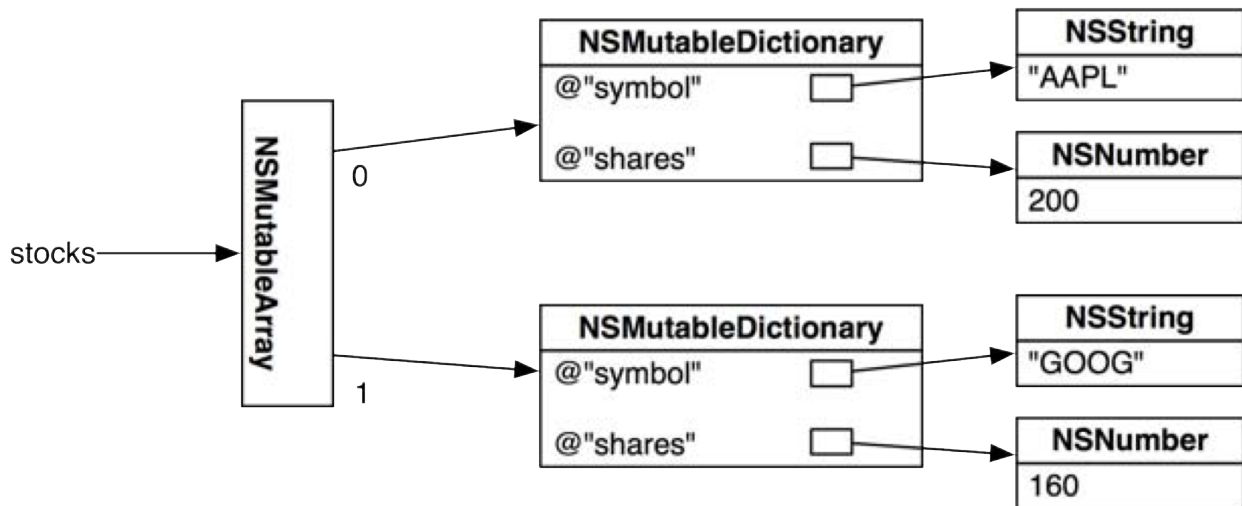 stocks
NSMutableArray
0
1
NSMutableDictionary
@"symbol"
@"shares"
NSString
"AAPL"
NSNumber
200
NSMutableDictionary
@"symbol"
@"shares"
NSString
"GOOG"
NSNumber
160